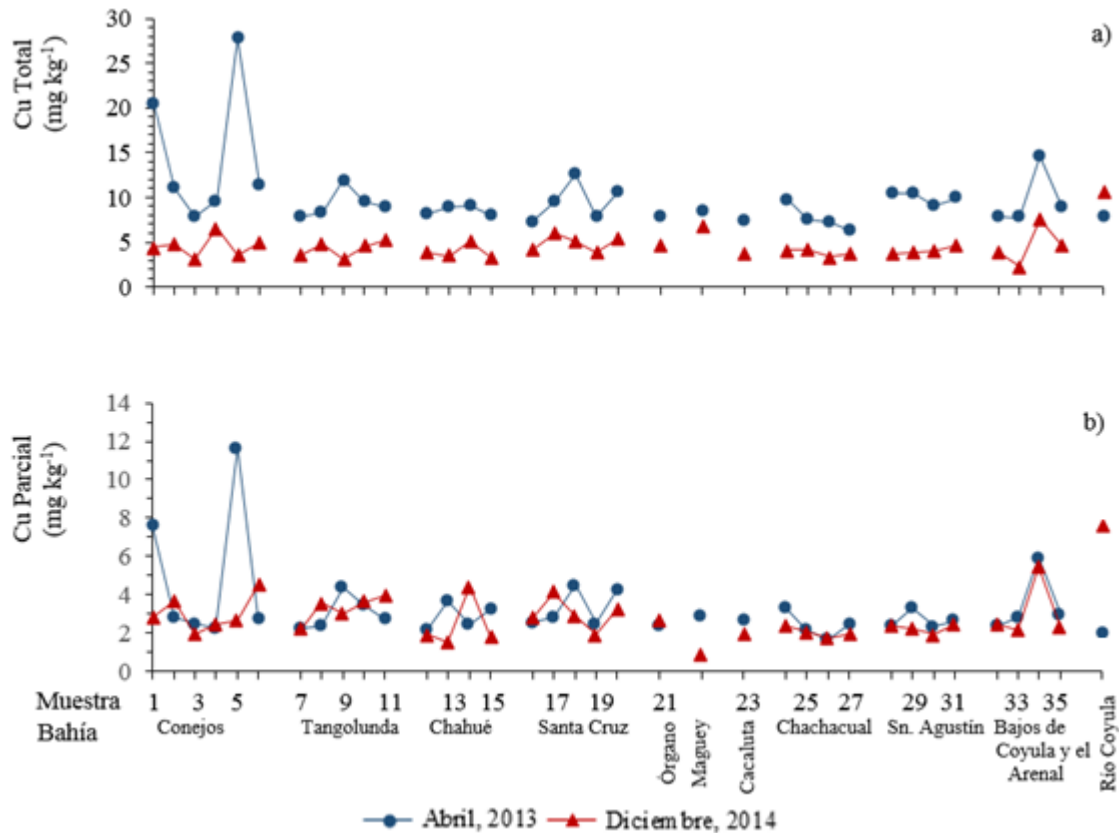 a)
Cu Total
(mg kg-1)
30
25
20
15
10
5
0
b)
Cu Parcial
(mg kg-1)
14
12
10
8
6
4
2
0
Muestra 1 3 5 7 9 11 13 15 17 19 21 23 25 27 29 31 33 35
Bahía Conejos Tangolunda Chahué Santa Cruz Órgano Maguey Cacaluta Chachacual Sn. Agustín Bajos de
Coyula y el
Arenal
Río Coyula
Abril, 2013 Diciembre, 2014